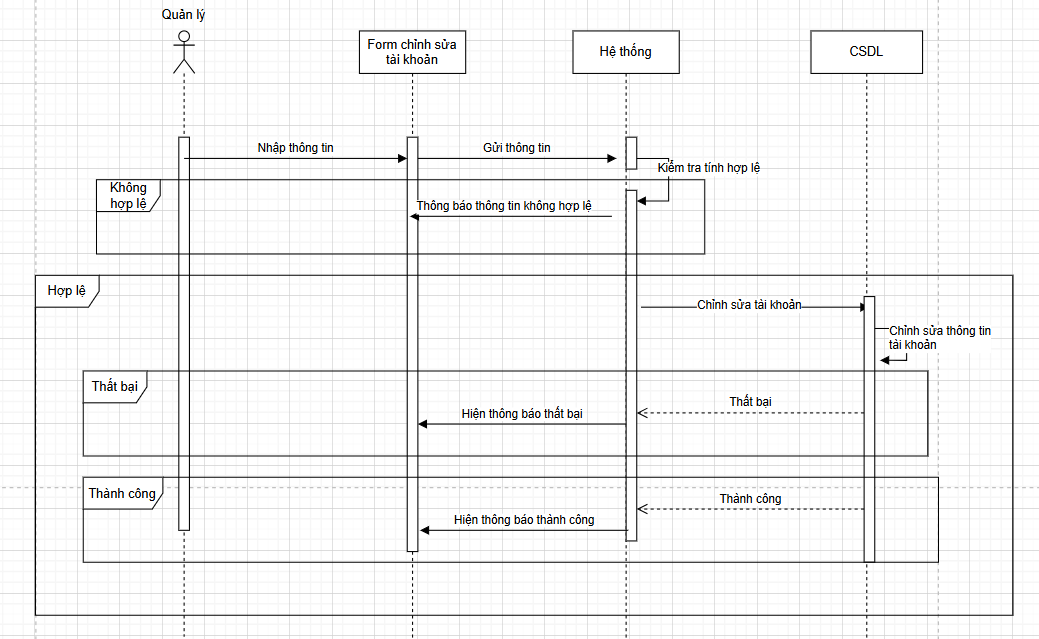 Quản lý
Form chỉnh sửa
tài khoản
Hệ thống
CSDL
Nhập thông tin
Gửi thông tin
Kiểm tra tính hợp lệ
Không
hợp lệ
Thông báo thông tin không hợp lệ
Hợp lệ
Chỉnh sửa tài khoản
Chỉnh sửa thông tin
tài khoản
Thất bại
Thất bại
Hiện thông báo thất bại
Thành công
Thành công
Hiện thông báo thành công